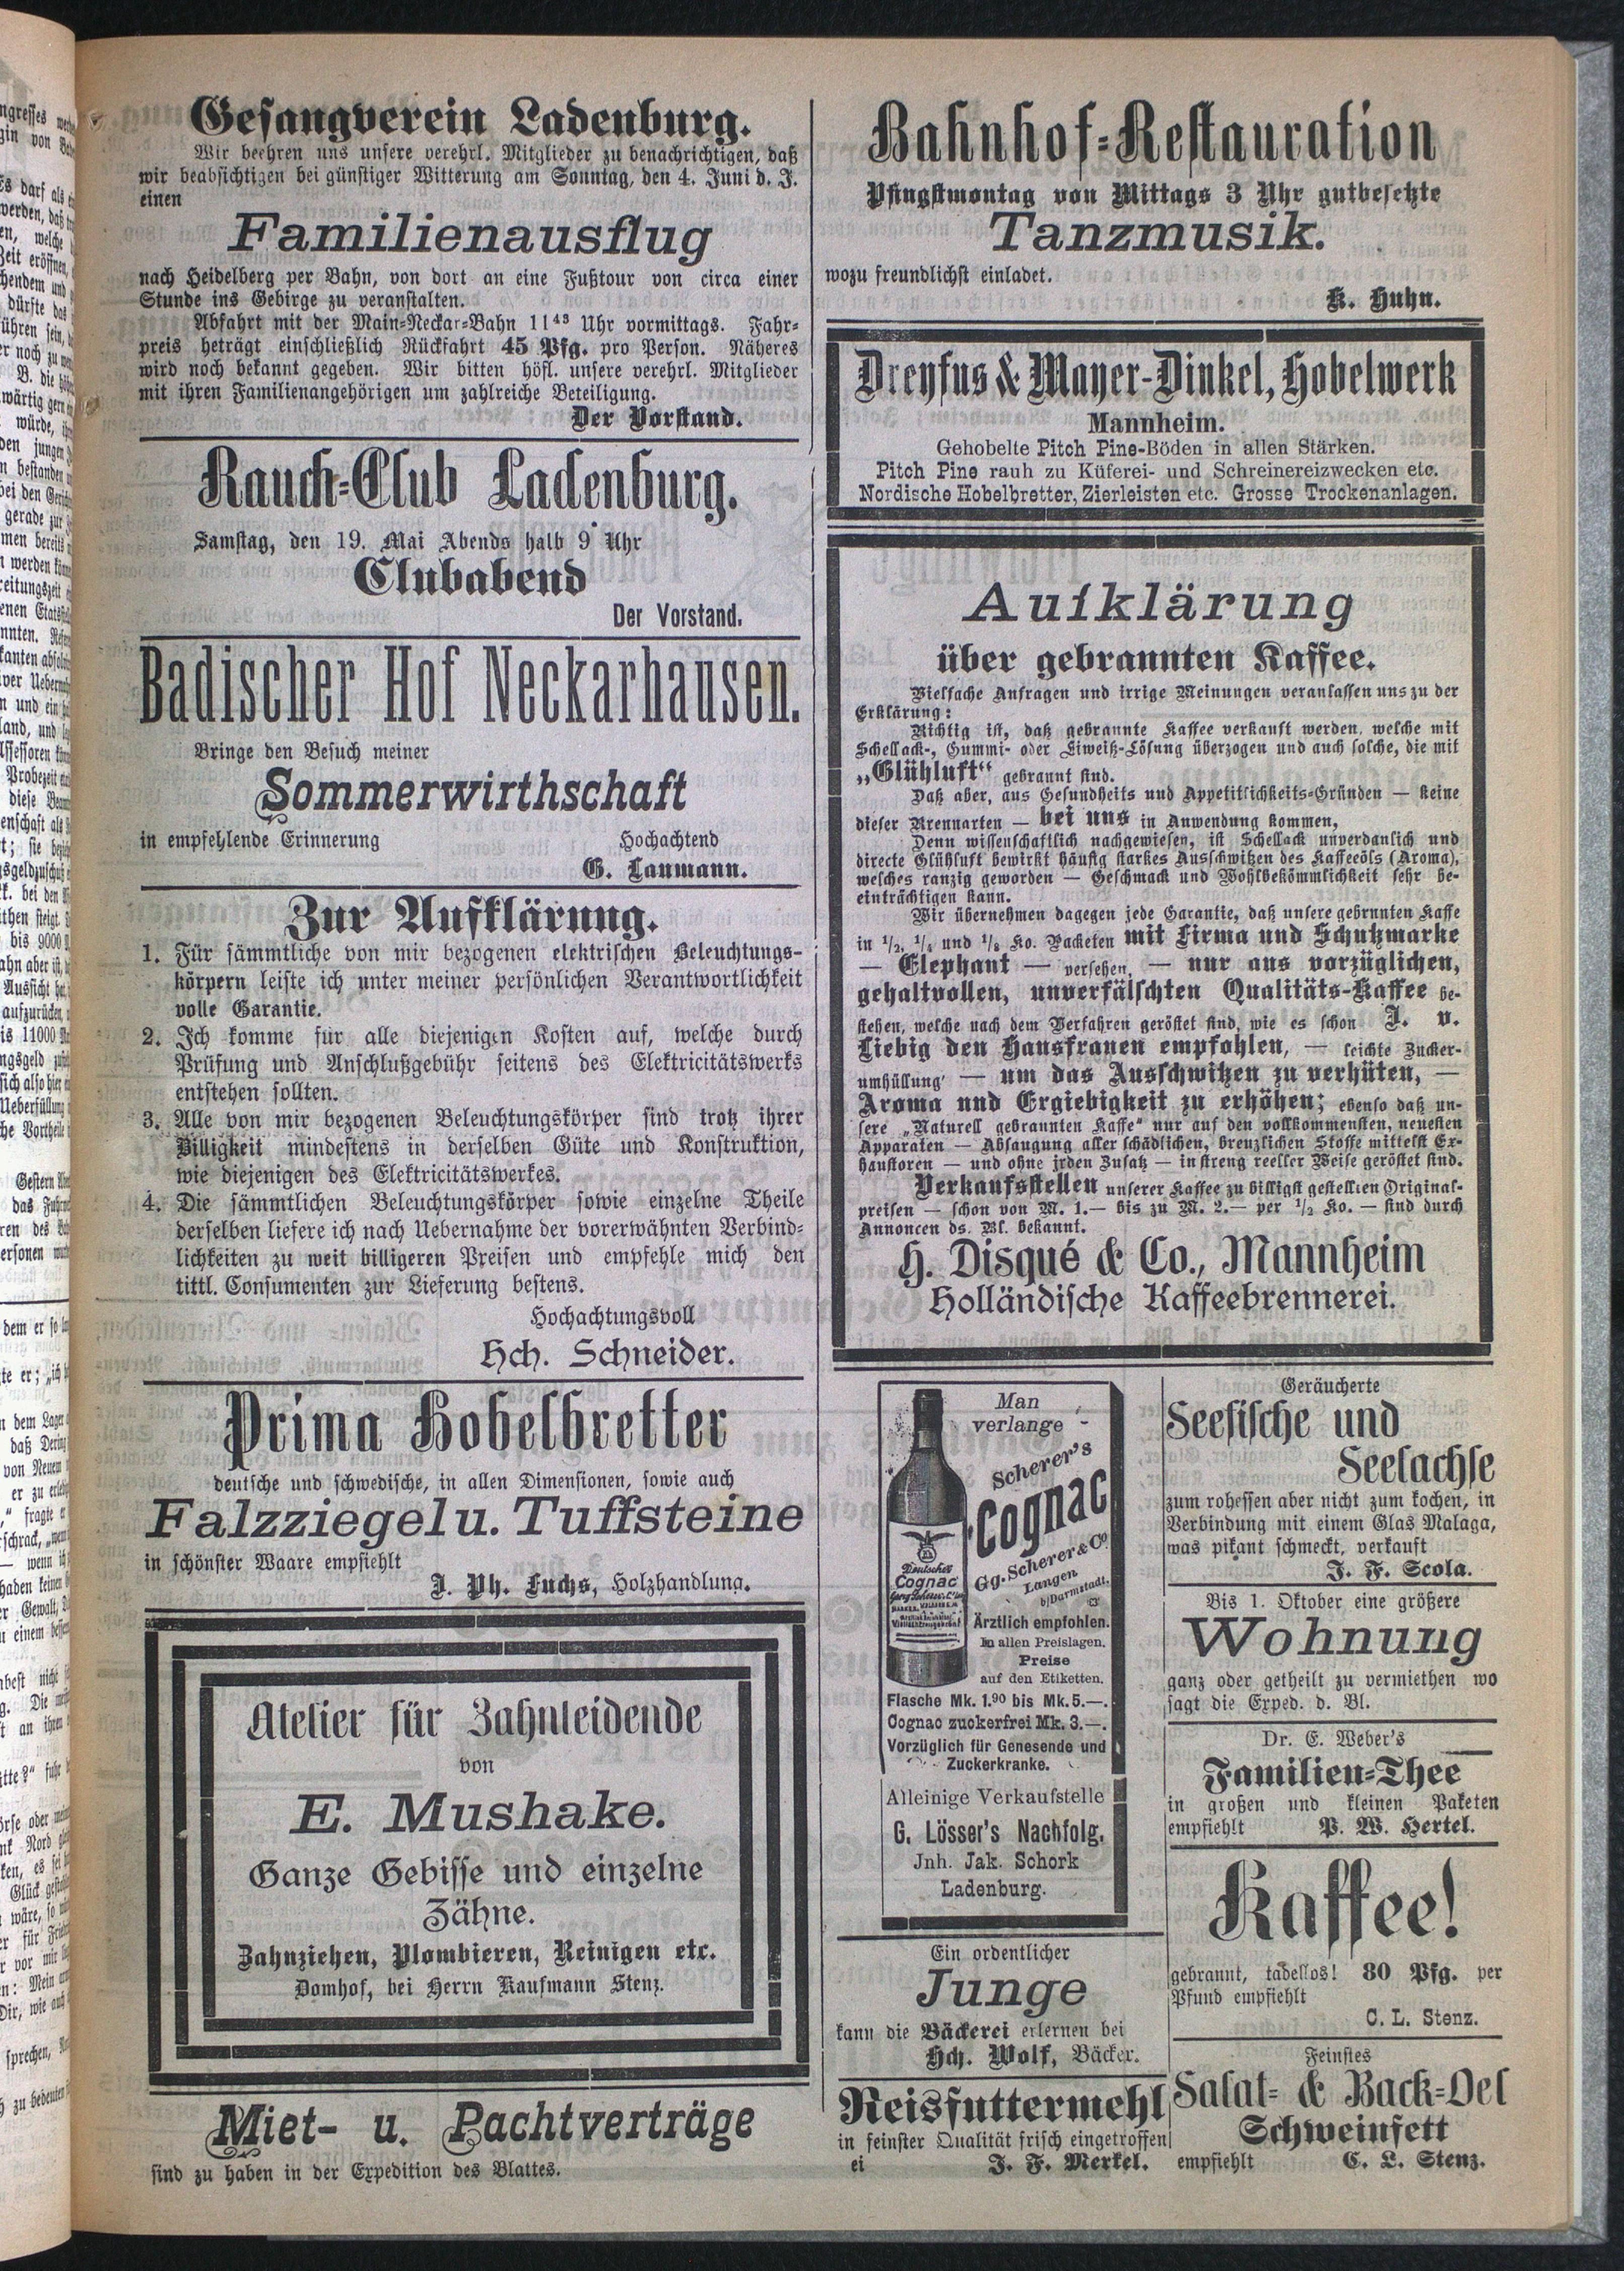 Gesangverein Ladenburg.
Wir beehren uns unsere verehrl. Mitglieder zu benachrichtigen, daß
wir beabsichtigen bei günstiger Witterung am Sonntag, den 4. Juni d. J.
einen
Familienausflug
nach Heidelberg per Bahn, von dort an eine Fußtour von circa einer
Stunde ins Gebirge zu veranstalten.
Abfahrt mit der Main-Neckar-Bahn 11⁴³ Uhr vormittags. Fahr-
preis beträgt einschließlich Rückfahrt 45 Pfg. pro Person. Näheres
wird noch bekannt gegeben. Wir bitten höfl. unsere verehrl. Mitglieder
mit ihren Familienangehörigen um zahlreiche Beteiligung.
Der Vorstand.
Rauch-Club Ladenburg.
Samstag, den 19. Mai Abends halb 9 Uhr
Clubabend
Der Vorstand.
Badischer Hof Neckarhausen.
Bringe den Besuch meiner
Sommerwirthschaft
in empfehlende Erinnerung
Hochachtend
G. Laumann.
Zur Aufklärung.
1. Für sämmtliche von mir bezogenen elektrischen Beleuchtungs-
körpern leiste ich unter meiner persönlichen Verantwortlichkeit
volle Garantie.
2. Ich komme für alle diejenigen Kosten auf, welche durch
Prüfung und Anschlußgebühr seitens des Elektricitätswerks
entstehen sollten.
3. Alle von mir bezogenen Beleuchtungskörper sind trotz ihrer
Billigkeit mindestens in derselben Güte und Konstruktion,
wie diejenigen des Elektricitätswerkes.
4. Die sämmtlichen Beleuchtungskörper sowie einzelne Theile
derselben liefere ich nach Uebernahme der vorerwähnten Verbind-
lichkeiten zu weit billigeren Preisen und empfehle mich den
tittl. Consumenten zur Lieferung bestens.
Hochachtungsvoll
Hch. Schneider.
Prima Hobelbretter
deutsche und schwedische, in allen Dimensionen, sowie auch
Falzziegel u. Tuffsteine
in schönster Waare empfiehlt
J. Ph. Fuchs, Holzhandlung.
Atelier für Zahnleidende
von
E. Mushake.
Ganze Gebisse und einzelne
Zähne.
Zahnziehen, Plombieren, Reinigen etc.
Domhof, bei Herrn Kaufmann Stenz.
Miet- u. Pachtverträge
sind zu haben in der Expedition des Blattes.
Bahnhof-Restauration
Pfingstmontag von Mittags 3 Uhr gutbesetzte
Tanzmusik.
wozu freundlichst einladet.
K. Huhn.
Dreyfus & Mayer-Dinkel, Hobelwerk
Mannheim.
Gehobelte Pitch Pine-Böden in allen Stärken.
Pitch Pine rauh zu Küferei- und Schreinereizwecken etc.
Nordische Hobelbretter, Zierleisten etc. Grosse Trockenanlagen.
Aufklärung
über gebrannten Kaffee.
Vielfache Anfragen und irrige Meinungen veranlassen uns zu der
Erklärung:
Richtig ist, daß gebrannte Kaffee verkauft werden, welche mit
Schellack-, Gummi- oder Eiweiß-Lösung überzogen und auch solche, die mit
„Glühluft“ gebrannt sind.
Daß aber, aus Gesundheits und Appetitlichkeits-Gründen — keine
dieser Brennarten — bei uns in Anwendung kommen,
Denn wissenschaftlich nachgewiesen, ist Schellack unverdaulich und
directe Glühluft bewirkt häufig starkes Ausschwitzen des Kaffeeöls (Aroma),
welches ranzig geworden — Geschmack und Wohlbekömmlichkeit sehr be-
einträchtigen kann.
Wir übernehmen dagegen jede Garantie, daß unsere gebrnnten Kaffe
in 1/2, 1/4 und 1/8 Ko. Packeten mit Firma und Schutzmarke
— Elephant — versehen, — nur aus vorzüglichen,
gehaltvollen, unverfälschten Qualitäts-Kaffee be-
stehen, welche nach dem Verfahren geröstet sind, wie es schon J. v.
Liebig den Hausfrauen empfohlen, — leichte Zucker-
umhüllung — um das Ausschwitzen zu verhüten, —
Aroma und Ergiebigkeit zu erhöhen; ebenso daß un-
sere „Naturell gebrannten Kaffe“ nur auf den vollkommensten, neuesten
Apparaten — Absaugung aller schädlichen, brenzlichen Stoffe mittelst Ex-
haustoren — und ohne jeden Zusatz — in streng reeller Weise geröstet sind.
Verkaufsstellen unserer Kaffee zu billigst gestellten Original-
preisen — schon von M. 1.— bis zu M. 2.— per 1/2 Ko. — sind durch
Annoncen ds. Bl. bekannt.
H. Disqué & Co., Mannheim
Holländische Kaffeebrennerei.
Man
verlange
Scherer's
Cognac
Gg. Scherer & Co
Langen
b/Darmstadt.
Deutscher
Cognac
Ärztlich empfohlen.
In allen Preislagen.
Preise
auf den Etiketten.
Flasche Mk. 1.90 bis Mk. 5.—.
Cognac zuckerfrei Mk. 3.—.
Vorzüglich für Genesende und
Zuckerkranke.
Alleinige Verkaufstelle
G. Lösser's Nachfolg.
Jnh. Jak. Schork
Ladenburg.
Ein ordentlicher
Junge
kann die Bäckerei erlernen bei
Hch. Wolf, Bäcker.
Reisfuttermehl
in feinster Qualität frisch eingetroffen
ei J. F. Merkel.
Geräucherte
Seefische und
Seelachse
zum rohessen aber nicht zum kochen, in
Verbindung mit einem Glas Malaga,
was pikant schmeckt, verkauft
J. F. Scola.
Bis 1. Oktober eine größere
Wohnung
ganz oder getheilt zu vermiethen wo
sagt die Exped. d. Bl.
Dr. E. Weber's
Familien-Thee
in großen und kleinen Paketen
empfiehlt P. W. Hertel.
Kaffee!
gebrannt, tadellos! 80 Pfg. per
Pfund empfiehlt
C. L. Stenz.
Feinstes
Salat- & Back-Oel
Schweinfett
empfiehlt C. L. Stenz.